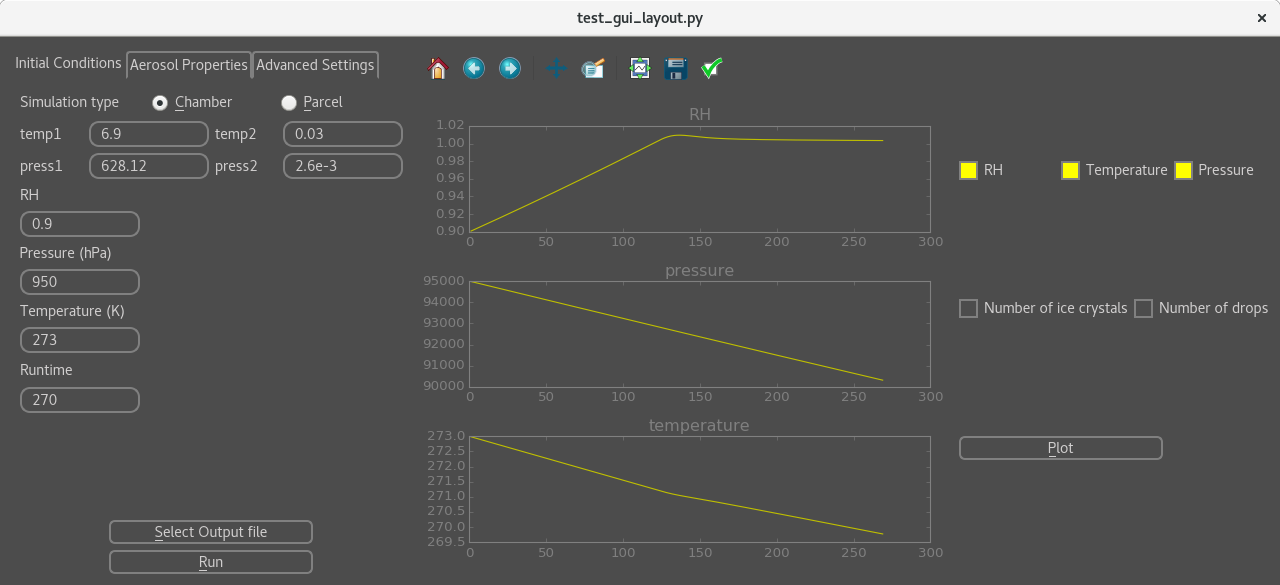 test_gui_layout.py ×
Initial Conditions Aerosol Properties Advanced Settings
Simulation type Chamber Parcel
temp1 6.9 temp2 0.03
press1 628.12 press2 2.6e-3
RH
0.9
Pressure (hPa)
950
Temperature (K)
273
Runtime
270
Select Output file
Run
RH
1.02
1.00
0.98
0.96
0.94
0.92
0.90
0 50 100 150 200 250 300
pressure
95000
94000
93000
92000
91000
90000
0 50 100 150 200 250 300
temperature
273.0
272.5
272.0
271.5
271.0
270.5
270.0
269.5
0 50 100 150 200 250 300
RH Temperature Pressure
Number of ice crystals Number of drops
Plot